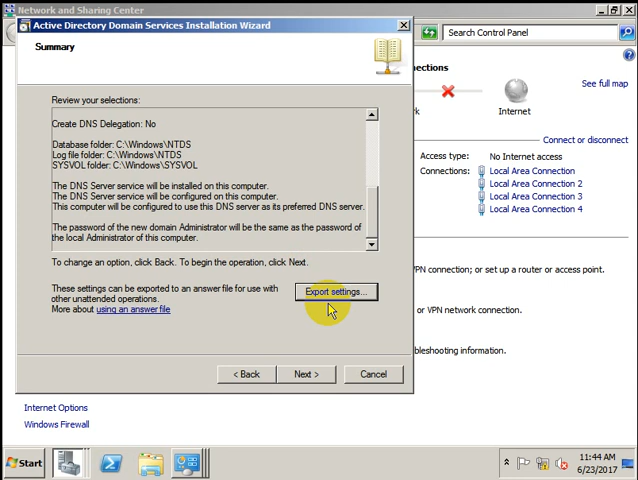 Network and Sharing Center
Active Directory Domain Services Installation Wizard
Search Control Panel
Summary
onnections
See full map
rk
Internet
Review your selections:
Create DNS Delegation: No
Database folder: C:\Windows\NTDS
Log file folder: C:\Windows\NTDS
SYSVOL folder: C:\Windows\SYSVOL
The DNS Server service will be installed on this computer.
The DNS Server service will be configured on this computer.
This computer will be configured to use this DNS server as its preferred DNS server.
The password of the new domain Administrator will be the same as the password of
the local Administrator of this computer.
To change an option, click Back. To begin the operation, click Next.
These settings can be exported to an answer file for use with
other unattended operations.
More about using an answer file
Export settings...
< Back
Next >
Cancel
Connect or disconnect
Access type: No Internet access
Connections: Local Area Connection
Local Area Connection 2
Local Area Connection 3
Local Area Connection 4
PN connection; or set up a router or access point.
or VPN network connection.
bleshooting information.
Internet Options
Windows Firewall
Start
11:44 AM
6/23/2017